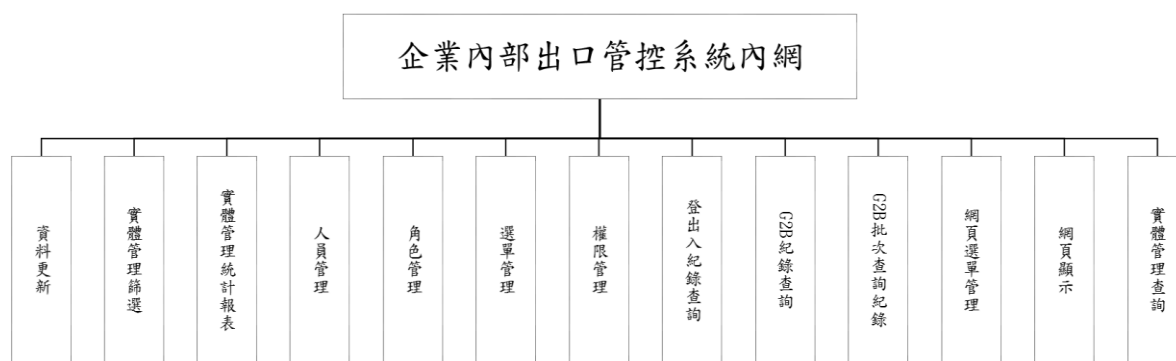 企業內部出口管控系統內網
資料更新
實體管理篩選
實體管理統計報表
人員管理
角色管理
選單管理
權限管理
登出入紀錄查詢
G2B紀錄查詢
G2B批次查詢紀錄
網頁選單管理
網頁顯示
實體管理查詢